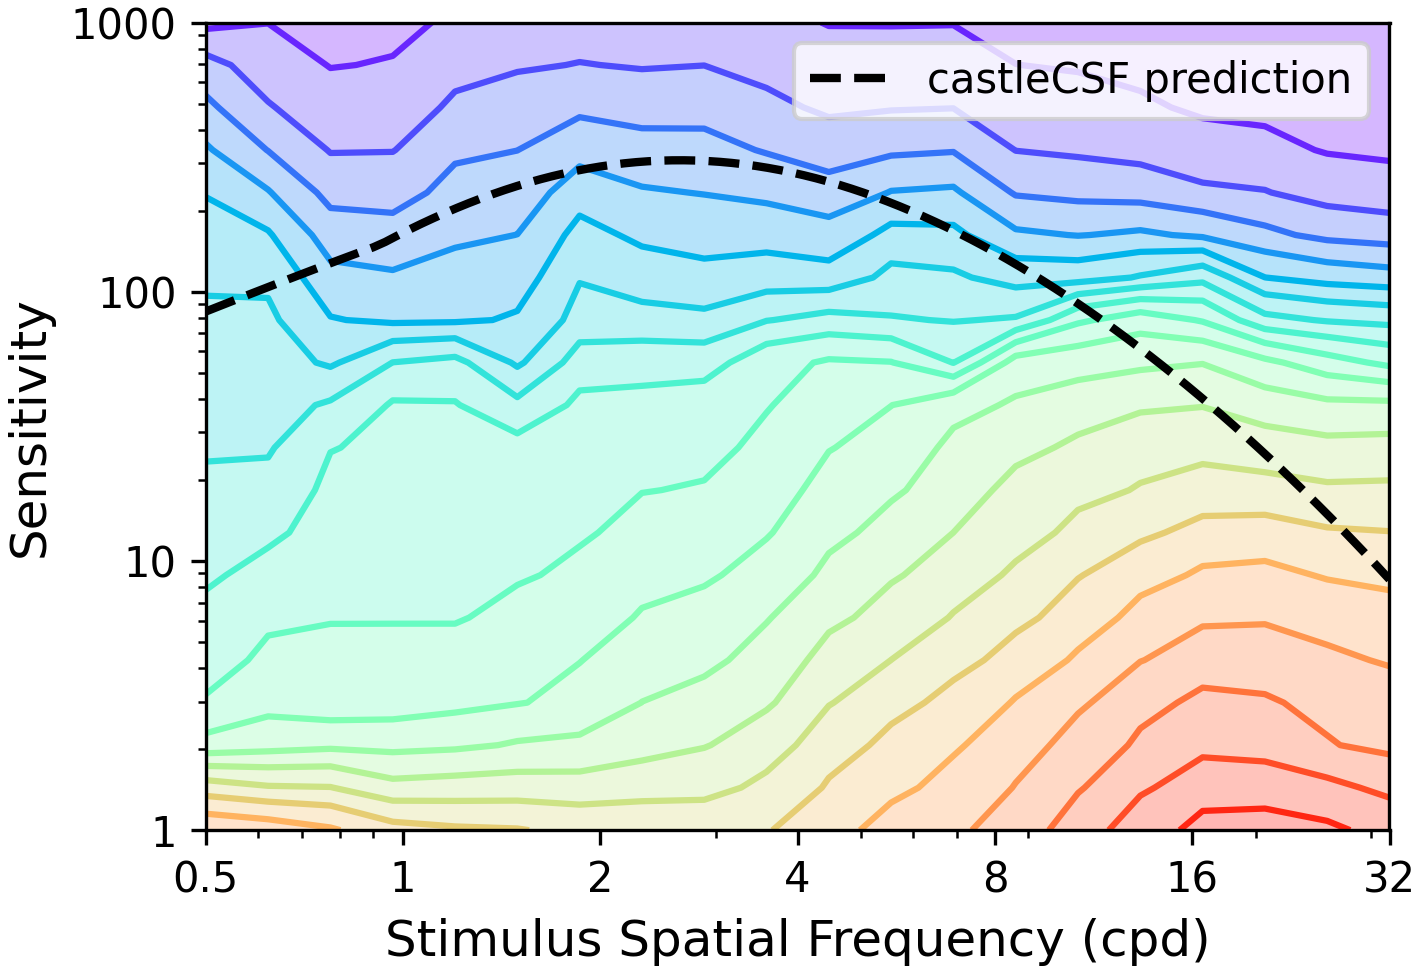 1000
castleCSF prediction
100
Sensitivity
10
1
0.5 1 2 4 8 16 32
Stimulus Spatial Frequency (cpd)